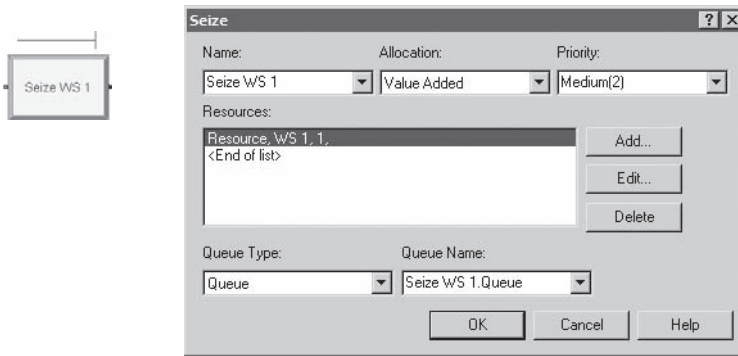 Seize WS 1
Seize
? X
Name: Allocation: Priority:
Seize WS 1 Value Added Medium(2)
Resources:
Resource, WS 1, 1,
<End of list>
Add...
Edit...
Delete
Queue Type: Queue Name:
Queue Seize WS 1.Queue
OK Cancel Help